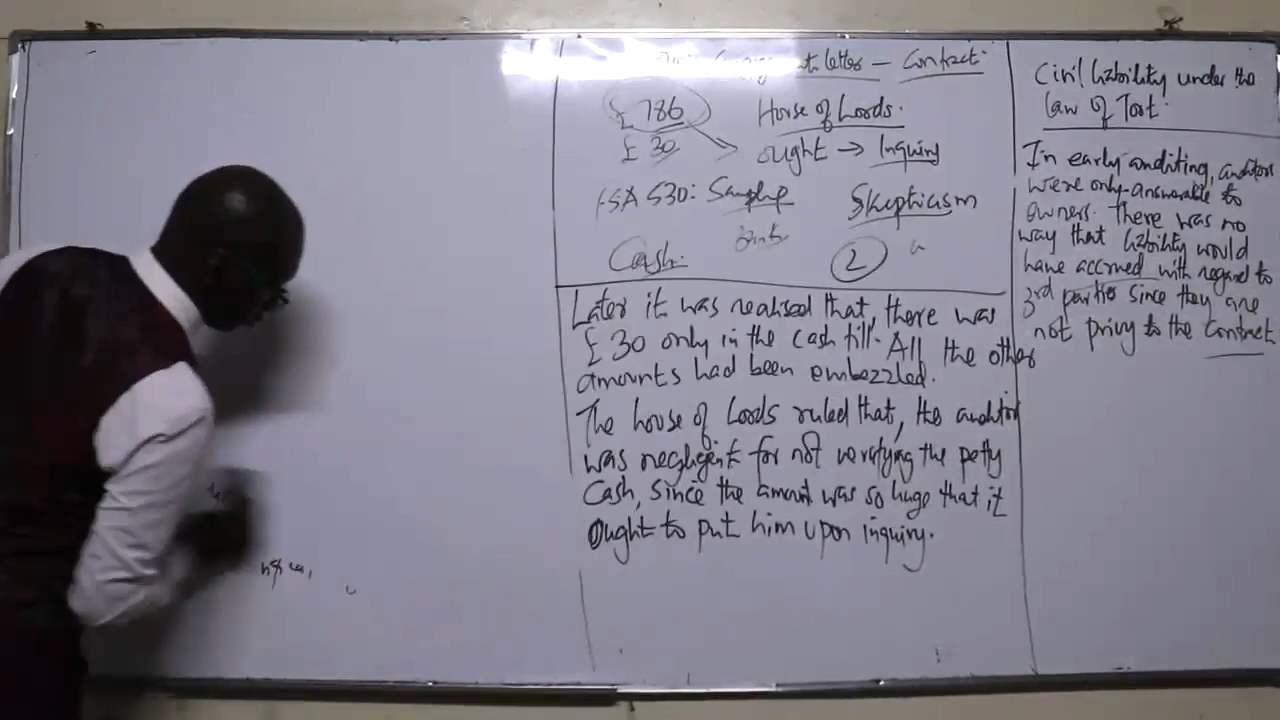 letter - Contract
£ 786
House of Lords.
£ 30
ought → Inquiry
ISA 530: Sample
Skepticism
Cash.
2
Later it was realised that, there was
£ 30 only in the cash till. All the other
amounts had been embezzled.
The house of Lords ruled that, the auditor
was negligent for not verifying the petty
Cash, since the amount was so huge that it
Ought to put him upon inquiry.
Civil liability under the
law of Tort.
In early auditing, auditors
were only answerable to
owners. There was no
way that liability would
have accrued with regard to
3rd parties since they are
not privy to the Contract